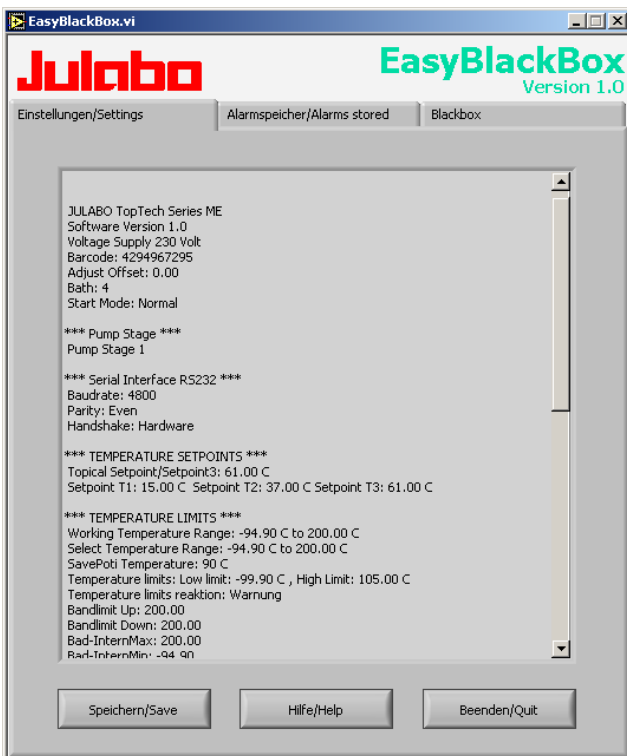 EasyBlackBox.vi
Julabo
EasyBlackBox
Version 1.0
Einstellungen/Settings
Alarmspeicher/Alarms stored
Blackbox
JULABO TopTech Series ME
Software Version 1.0
Voltage Supply 230 Volt
Barcode: 4294967295
Adjust Offset: 0.00
Bath: 4
Start Mode: Normal
*** Pump Stage ***
Pump Stage 1
*** Serial Interface RS232 ***
Baudrate: 4800
Parity: Even
Handshake: Hardware
*** TEMPERATURE SETPOINTS ***
Topical Setpoint/Setpoint3: 61.00 C
Setpoint T1: 15.00 C  Setpoint T2: 37.00 C Setpoint T3: 61.00 C
*** TEMPERATURE LIMITS ***
Working Temperature Range: -94.90 C to 200.00 C
Select Temperature Range: -94.90 C to 200.00 C
SavePoti Temperature: 90 C
Temperature limits: Low limit: -99.90 C , High Limit: 105.00 C
Temperature limits reaktion: Warnung
Bandlimit Up: 200.00
Bandlimit Down: 200.00
Bad-InternMax: 200.00
Bad-InternMin: -94.90
Speichern/Save
Hilfe/Help
Beenden/Quit